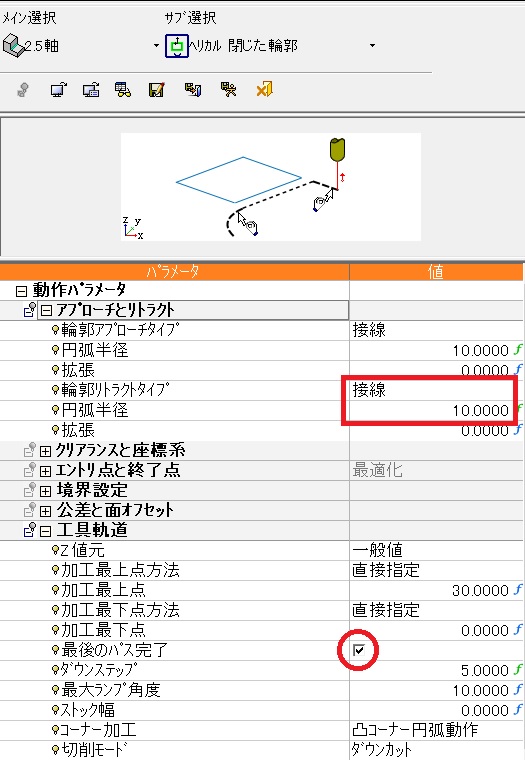 メイン選択 サブ選択
2.5軸 ヘリカル 閉じた輪郭
z y
x
パラメータ 値
動作パラメータ
アプローチとリトラクト
輪郭アプローチタイプ 接線
円弧半径 10.0000 f
拡張 0.0000 f
輪郭リトラクトタイプ 接線
円弧半径 10.0000 f
拡張 0.0000 f
クリアランスと座標系
エントリ点と終了点 最適化
境界設定
公差と面オフセット
工具軌道
Z値元 一般値
加工最上点方法 直接指定
加工最上点 30.0000 f
加工最下点方法 直接指定
加工最下点 0.0000 f
最後のパス完了
ダウンステップ 5.0000 f
最大ランプ角度 10.0000 f
ストック幅 0.0000 f
コーナー加工 凸コーナー円弧動作
切削モード ダウンカット